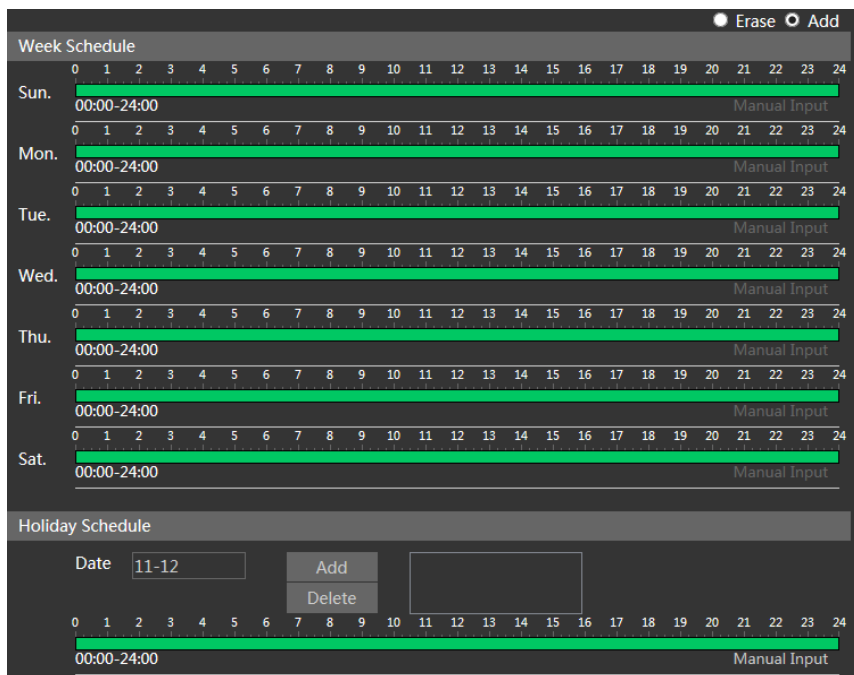 Erase Add
Week Schedule
0 1 2 3 4 5 6 7 8 9 10 11 12 13 14 15 16 17 18 19 20 21 22 23 24
Sun.
00:00-24:00 Manual Input
0 1 2 3 4 5 6 7 8 9 10 11 12 13 14 15 16 17 18 19 20 21 22 23 24
Mon.
00:00-24:00 Manual Input
0 1 2 3 4 5 6 7 8 9 10 11 12 13 14 15 16 17 18 19 20 21 22 23 24
Tue.
00:00-24:00 Manual Input
0 1 2 3 4 5 6 7 8 9 10 11 12 13 14 15 16 17 18 19 20 21 22 23 24
Wed.
00:00-24:00 Manual Input
0 1 2 3 4 5 6 7 8 9 10 11 12 13 14 15 16 17 18 19 20 21 22 23 24
Thu.
00:00-24:00 Manual Input
0 1 2 3 4 5 6 7 8 9 10 11 12 13 14 15 16 17 18 19 20 21 22 23 24
Fri.
00:00-24:00 Manual Input
0 1 2 3 4 5 6 7 8 9 10 11 12 13 14 15 16 17 18 19 20 21 22 23 24
Sat.
00:00-24:00 Manual Input
Holiday Schedule
Date 11-12 Add
Delete
0 1 2 3 4 5 6 7 8 9 10 11 12 13 14 15 16 17 18 19 20 21 22 23 24
00:00-24:00 Manual Input